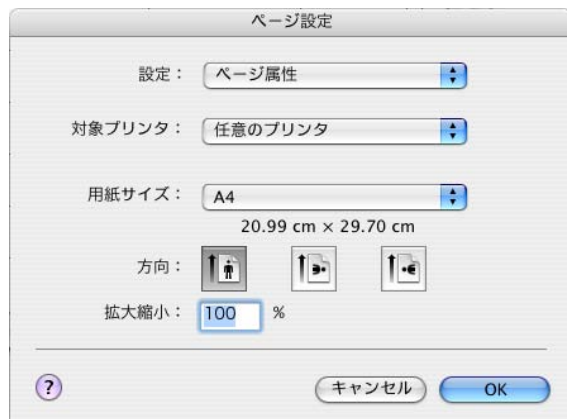 ページ設定
設定： ページ属性
対象プリンタ： 任意のプリンタ
用紙サイズ： A4
20.99 cm × 29.70 cm
方向：
拡大縮小： 100 %
? キャンセル OK